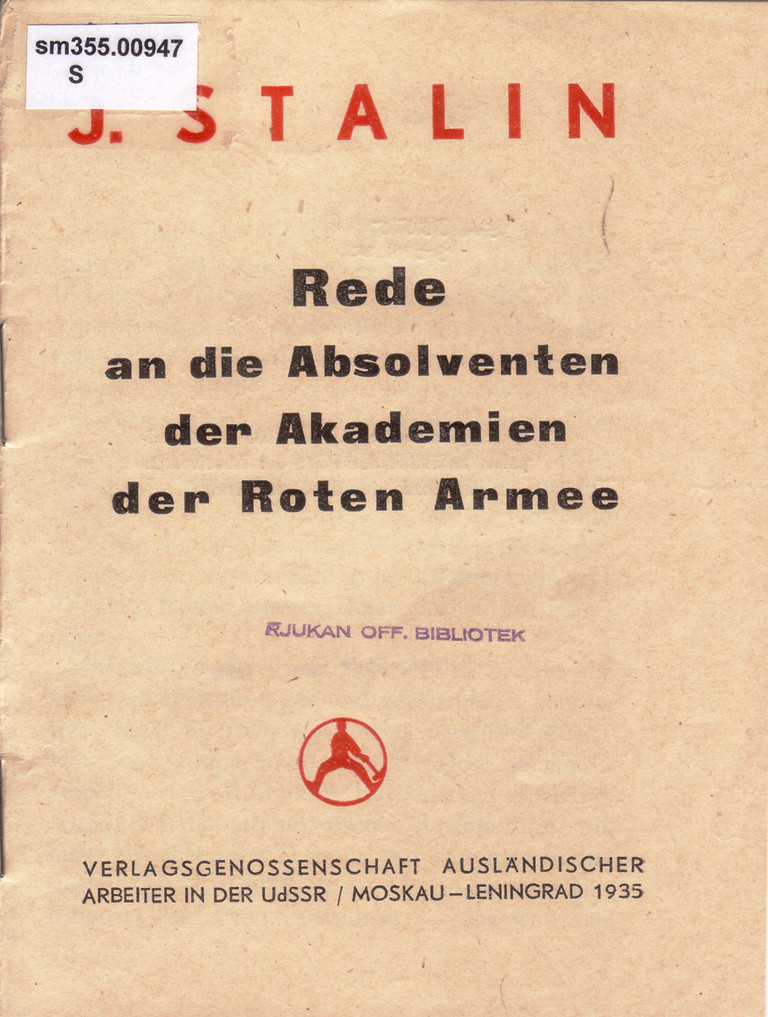 sm355.00947
S
J. STALIN
Rede
an die Absolventen
der Akademien
der Roten Armee
RJUKAN OFF. BIBLIOTEK
VERLAGSGENOSSENSCHAFT AUSLÄNDISCHER
ARBEITER IN DER UdSSR / MOSKAU—LENINGRAD 1935